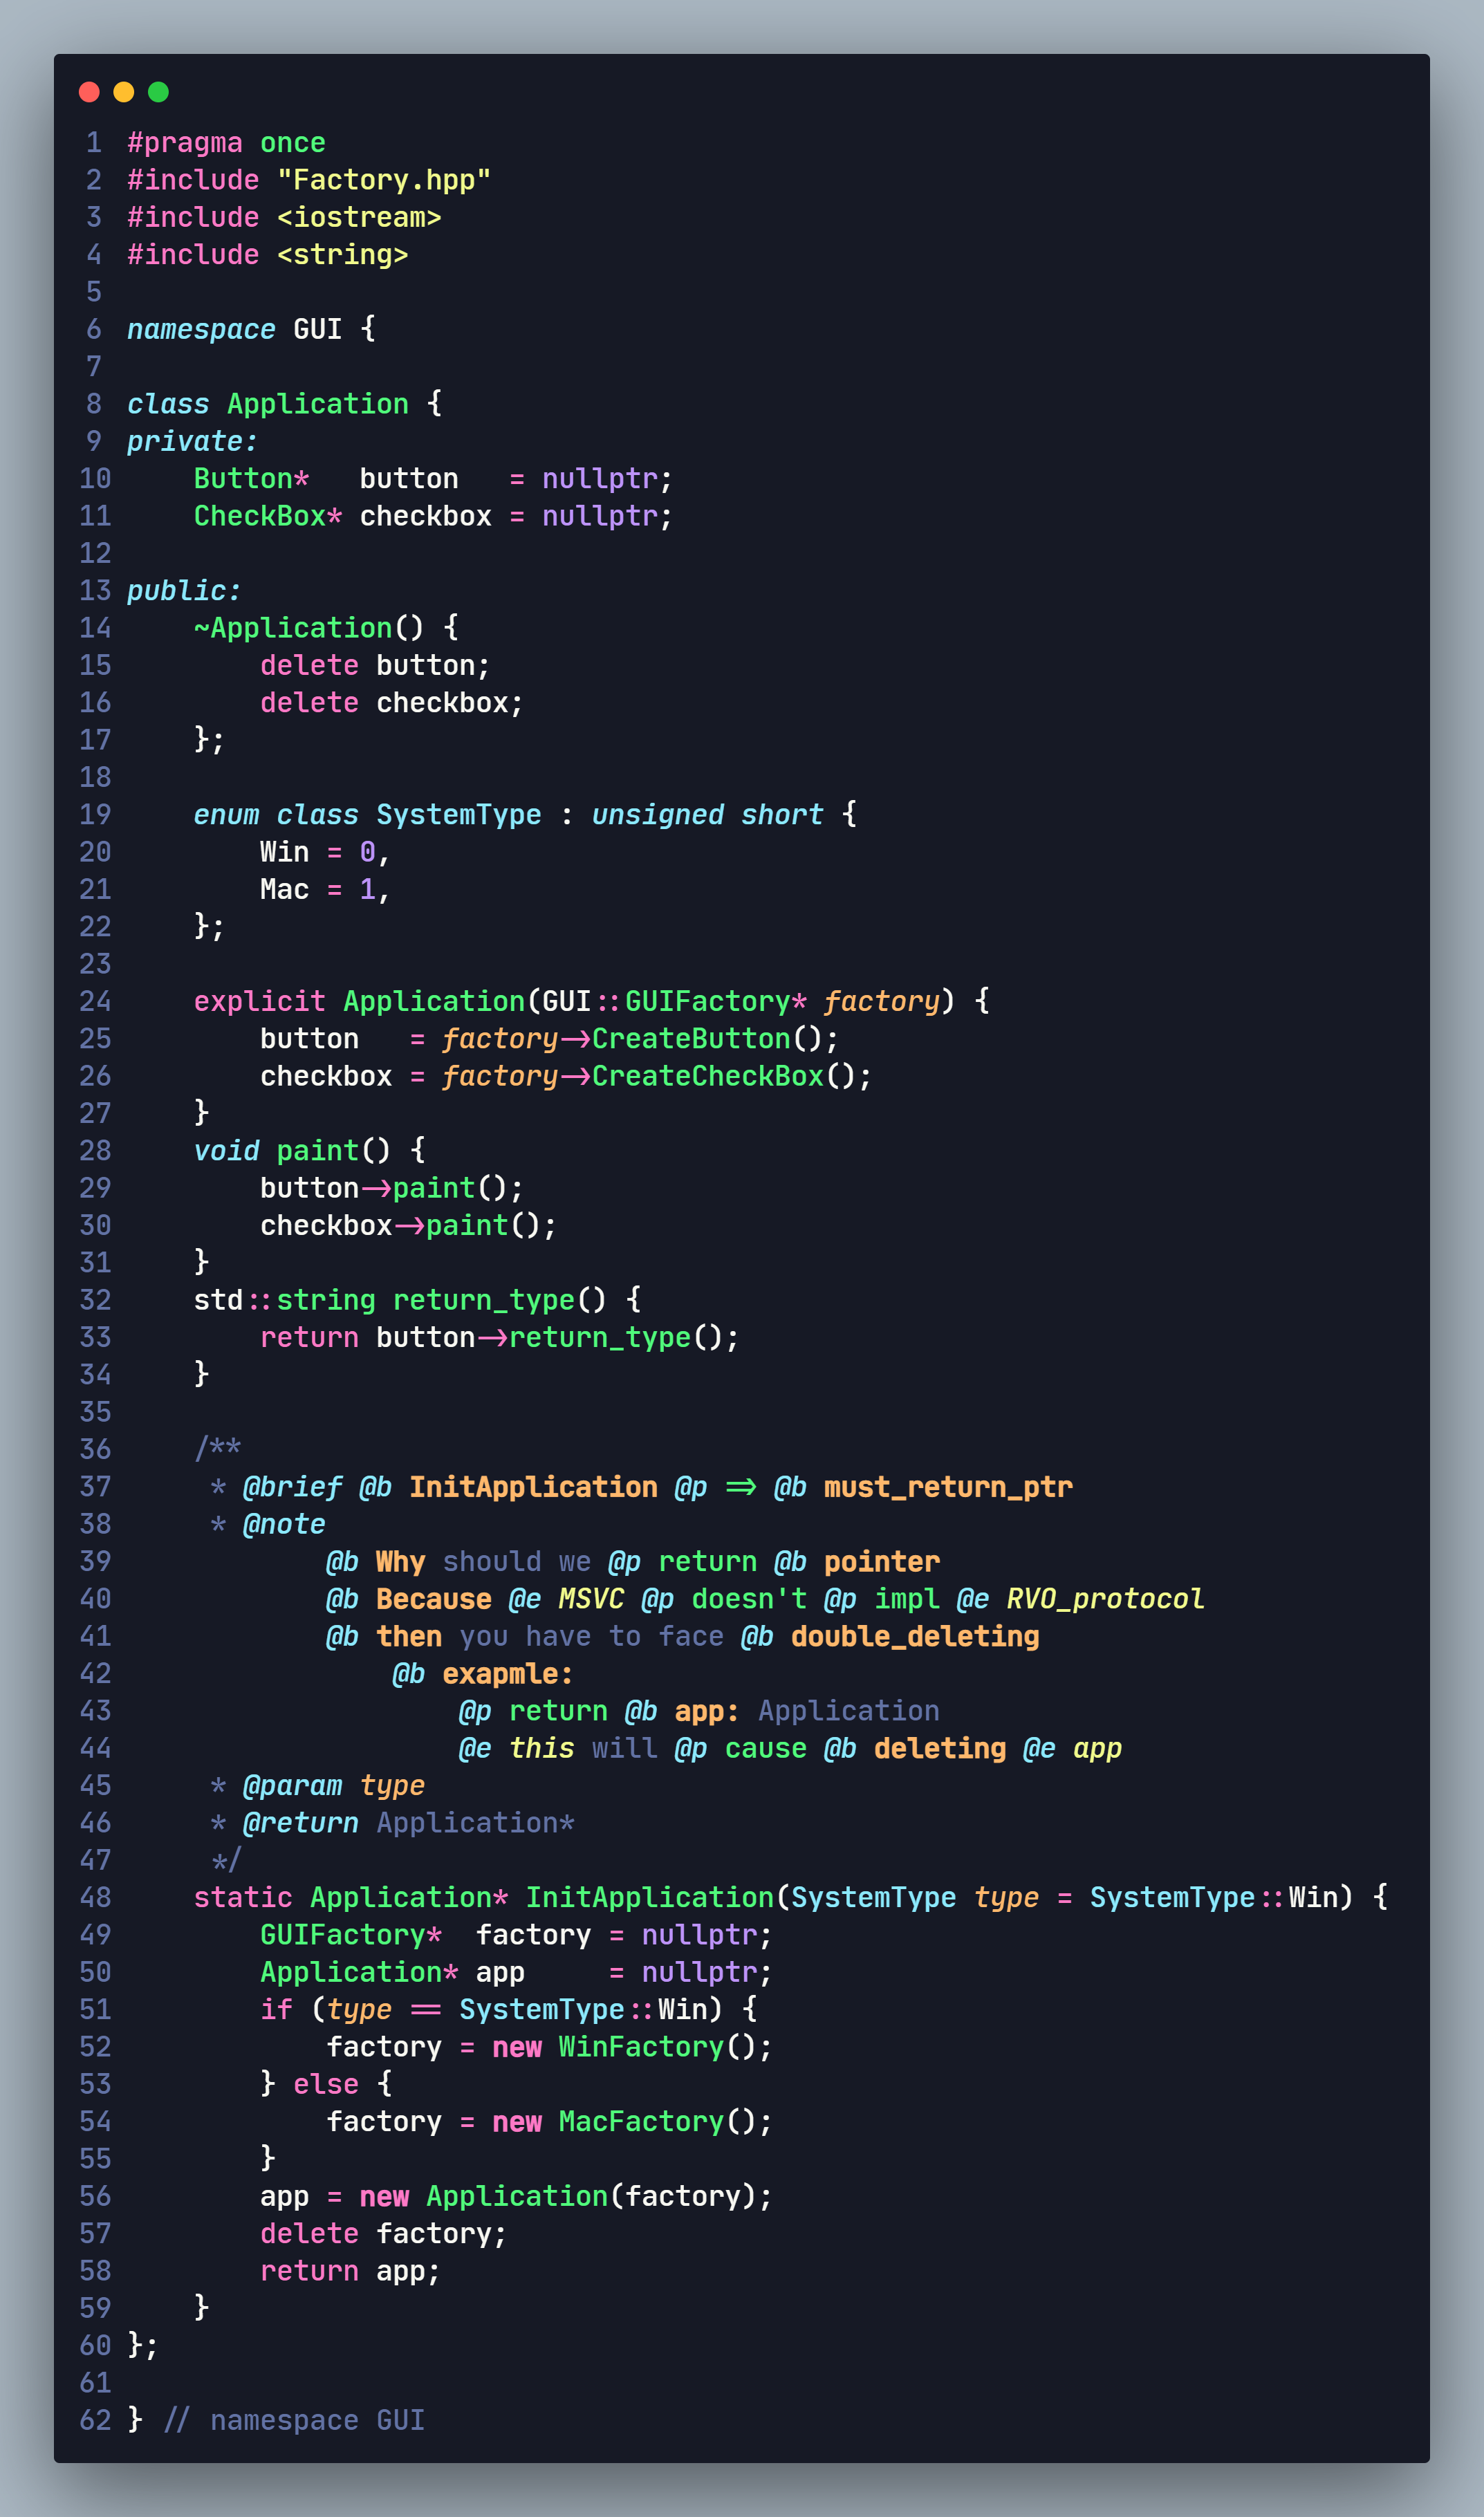 1 #pragma once
2 #include "Factory.hpp"
3 #include <iostream>
4 #include <string>
5
6 namespace GUI {
7
8 class Application {
9 private:
10     Button*   button   = nullptr;
11     CheckBox* checkbox = nullptr;
12
13 public:
14     ~Application() {
15         delete button;
16         delete checkbox;
17     };
18
19     enum class SystemType : unsigned short {
20         Win = 0,
21         Mac = 1,
22     };
23
24     explicit Application(GUI::GUIFactory* factory) {
25         button   = factory->CreateButton();
26         checkbox = factory->CreateCheckBox();
27     }
28     void paint() {
29         button->paint();
30         checkbox->paint();
31     }
32     std::string return_type() {
33         return button->return_type();
34     }
35
36     /**
37      * @brief @b InitApplication @p => @b must_return_ptr
38      * @note
39             @b Why should we @p return @b pointer
40             @b Because @e MSVC @p doesn't @p impl @e RVO_protocol
41             @b then you have to face @b double_deleting
42                 @b exapmle:
43                     @p return @b app: Application
44                     @e this will @p cause @b deleting @e app
45      * @param type
46      * @return Application*
47      */
48     static Application* InitApplication(SystemType type = SystemType::Win) {
49         GUIFactory*  factory = nullptr;
50         Application* app     = nullptr;
51         if (type == SystemType::Win) {
52             factory = new WinFactory();
53         } else {
54             factory = new MacFactory();
55         }
56         app = new Application(factory);
57         delete factory;
58         return app;
59     }
60 };
61
62 } // namespace GUI